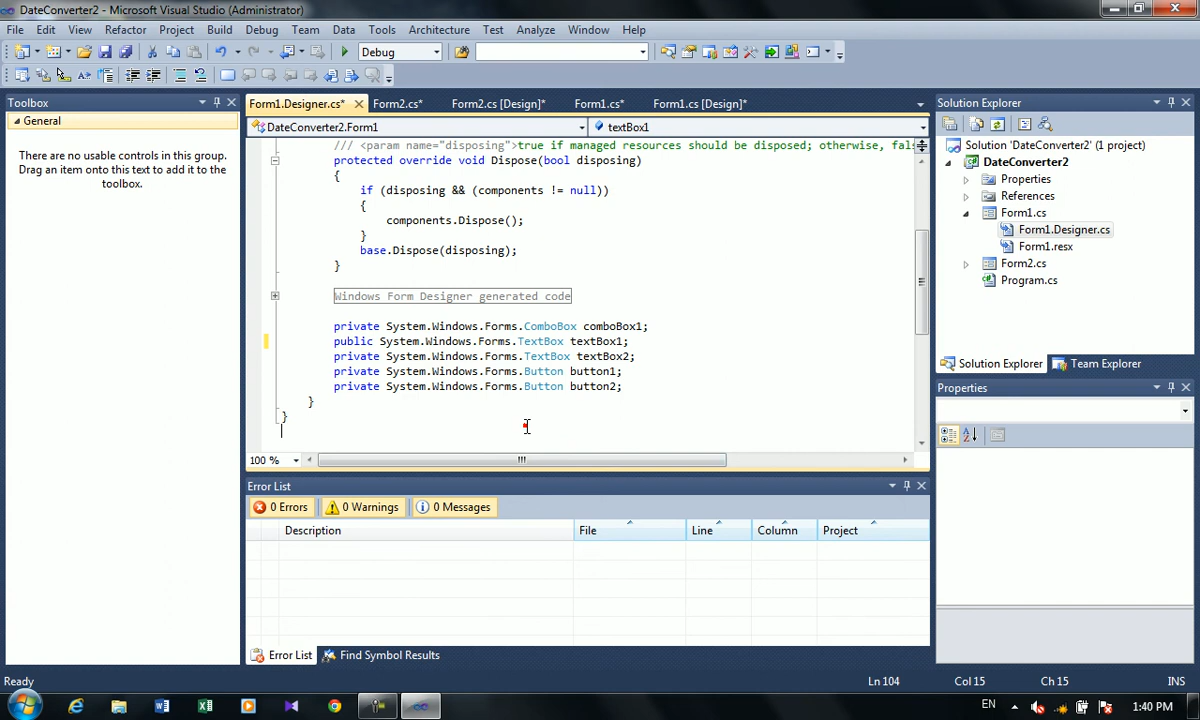 DateConverter2 - Microsoft Visual Studio (Administrator)
File Edit View Refactor Project Build Debug Team Data Tools Architecture Test Analyze Window Help
Debug
Toolbox
General
There are no usable controls in this group.
Drag an item onto this text to add it to the
toolbox.
Form1.Designer.cs* Form2.cs* Form2.cs [Design]* Form1.cs* Form1.cs [Design]*
DateConverter2.Form1 textBox1
/// <param name="disposing">true if managed resources should be disposed; otherwise, fal
protected override void Dispose(bool disposing)
{
if (disposing && (components != null))
{
components.Dispose();
}
base.Dispose(disposing);
}
Windows Form Designer generated code
private System.Windows.Forms.ComboBox comboBox1;
public System.Windows.Forms.TextBox textBox1;
private System.Windows.Forms.TextBox textBox2;
private System.Windows.Forms.Button button1;
private System.Windows.Forms.Button button2;
}
}
100 %
Error List
0 Errors 0 Warnings 0 Messages
Description File Line Column Project
Error List Find Symbol Results
Solution Explorer
Solution 'DateConverter2' (1 project)
DateConverter2
Properties
References
Form1.cs
Form1.Designer.cs
Form1.resx
Form2.cs
Program.cs
Solution Explorer Team Explorer
Properties
Ready Ln 104 Col 15 Ch 15 INS
EN 1:40 PM